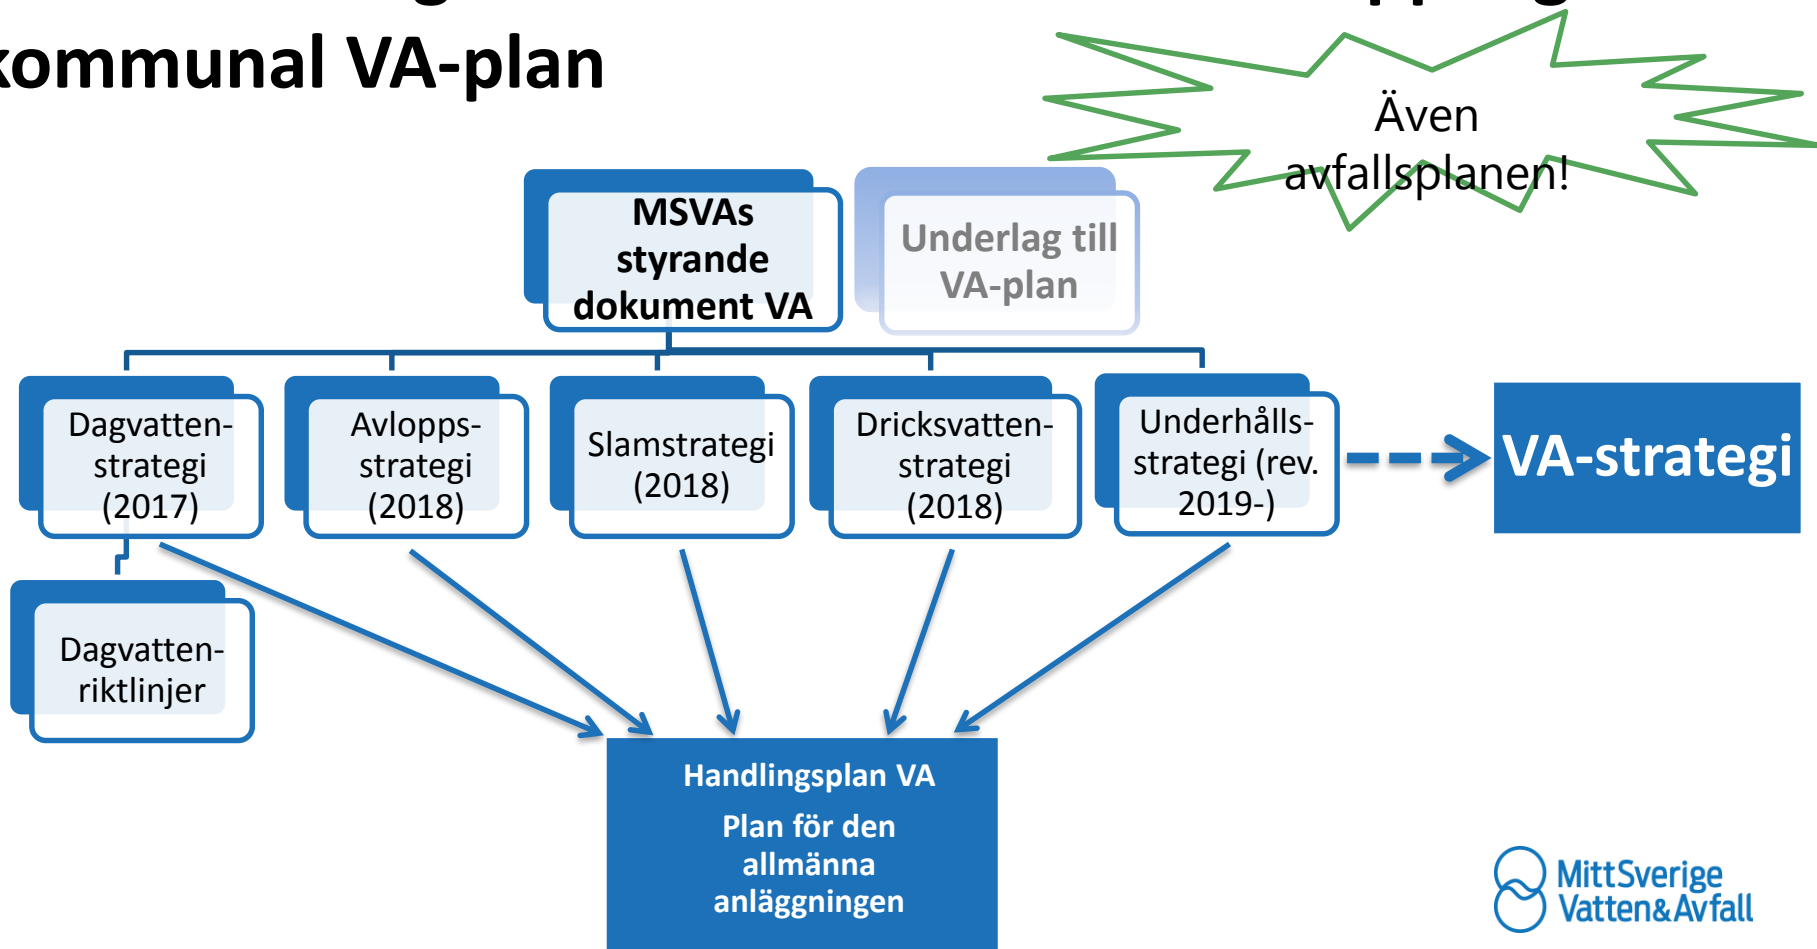 kommunal VA-plan
Även
avfallsplanen!
MSVAs
styrande
dokument VA
Underlag till
VA-plan
Dagvatten-
strategi
(2017)
Avlopps-
strategi
(2018)
Slamstrategi
(2018)
Dricksvatten-
strategi
(2018)
Underhålls-
strategi (rev.
2019-)
VA-strategi
Dagvatten-
riktlinjer
Handlingsplan VA
Plan för den
allmänna
anläggningen
MittSverige
Vatten&Avfall